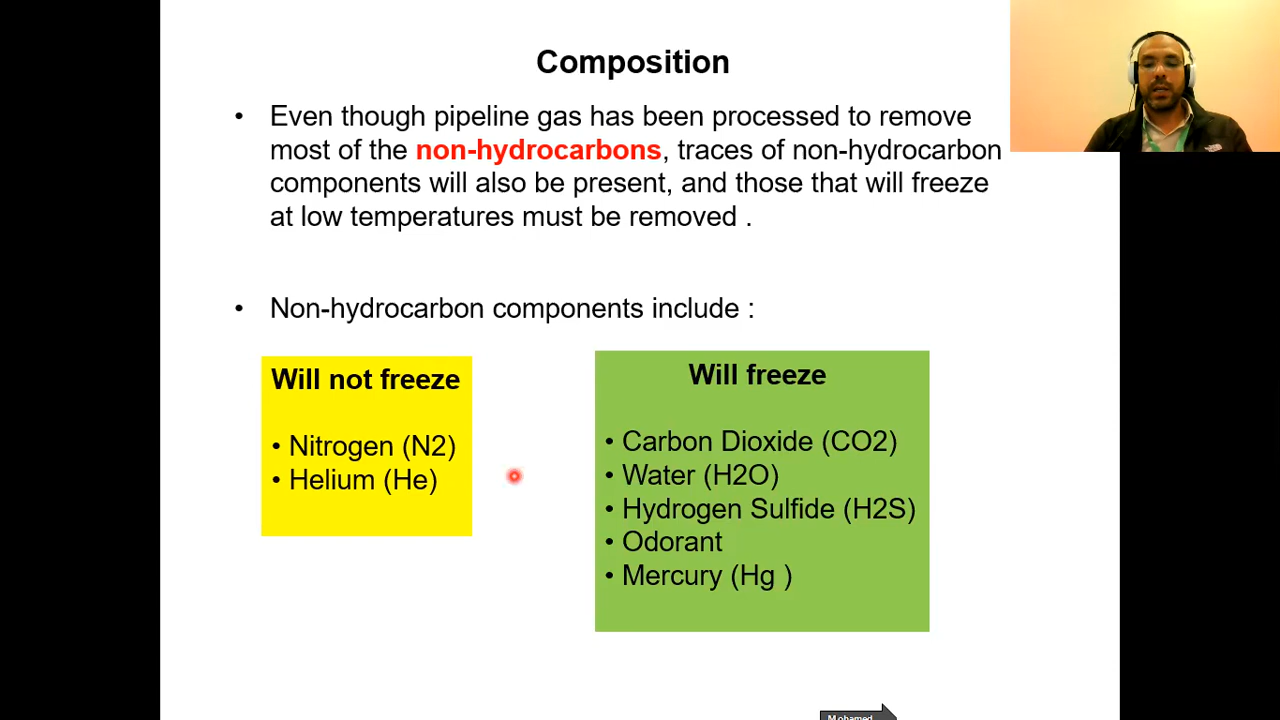 Composition
• Even though pipeline gas has been processed to remove
most of the non-hydrocarbons, traces of non-hydrocarbon
components will also be present, and those that will freeze
at low temperatures must be removed .
• Non-hydrocarbon components include :
Will not freeze
• Nitrogen (N2)
• Helium (He)
Will freeze
• Carbon Dioxide (CO2)
• Water (H2O)
• Hydrogen Sulfide (H2S)
• Odorant
• Mercury (Hg )
Mohamed